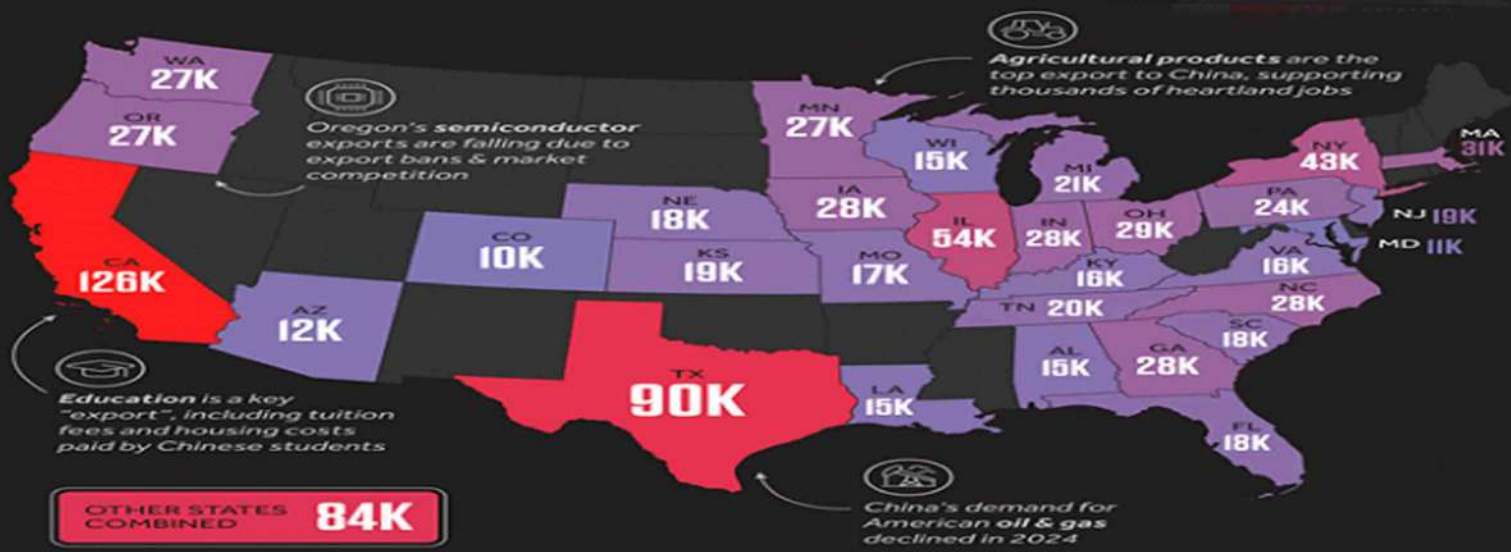 WA
27K
OR
27K
CA
126K
AZ
12K
CO
10K
NE
18K
KS
19K
TX
90K
MN
27K
IA
28K
MO
17K
LA
15K
WI
15K
IL
54K
MI
21K
IN
28K
OH
29K
KY
16K
TN 20K
AL
15K
GA
28K
FL
18K
SC
18K
NC
28K
VA
16K
PA
24K
NY
43K
MA
31K
NJ 19K
MD 11K
Oregon's semiconductor
exports are falling due to
export bans & market
competition
Agricultural products are the
top export to China, supporting
thousands of heartland jobs
Education is a key
"export", including tuition
fees and housing costs
paid by Chinese students
China's demand for
American oil & gas
declined in 2024
OTHER STATES
COMBINED
84K